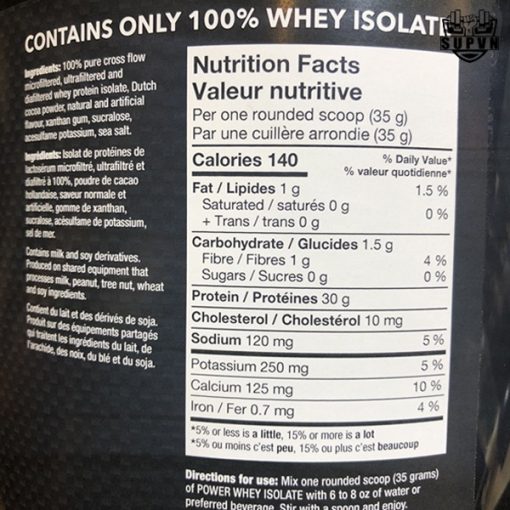 CONTAINS ONLY 100% WHEY ISOLATE
SUPVN
Ingredients: 100% pure cross flow
microfiltered, ultrafiltered and
diafiltered whey protein isolate, Dutch
cocoa powder, natural and artificial
flavour, xanthan gum, sucralose,
acesulfame potassium, sea salt.
Ingrédients: Isolat de protéines de
lactosérum microfiltré, ultrafiltré et
diafiltré à 100%, poudre de cacao
hollandaise, saveur normale et
artificielle, gomme de xanthan,
sucralose, acésulfame de potassium,
sel de mer.
Contains milk and soy derivatives.
Produced on shared equipment that
processes milk, peanut, tree nut, wheat
and soy ingredients.
Contient du lait et des dérivés de soja.
Produit sur des équipements partagés
qui traitent les ingrédients du lait, de
l'arachide, des noix, du blé et du soja.
Nutrition Facts
Valeur nutritive
Per one rounded scoop (35 g)
Par une cuillère arrondie (35 g)
Calories 140
% Daily Value*
% valeur quotidienne*
Fat / Lipides 1 g 1.5 %
Saturated / saturés 0 g
+ Trans / trans 0 g 0 %
Carbohydrate / Glucides 1.5 g
Fibre / Fibres 1 g 4 %
Sugars / Sucres 0 g 0 %
Protein / Protéines 30 g
Cholesterol / Cholestérol 10 mg
Sodium 120 mg 5 %
Potassium 250 mg 5 %
Calcium 125 mg 10 %
Iron / Fer 0.7 mg 4 %
*5% or less is a little, 15% or more is a lot
*5% ou moins c'est peu, 15% ou plus c'est beaucoup
Directions for use: Mix one rounded scoop (35 grams)
of POWER WHEY ISOLATE with 6 to 8 oz of water or
preferred beverage. Stir with a spoon and enjoy.